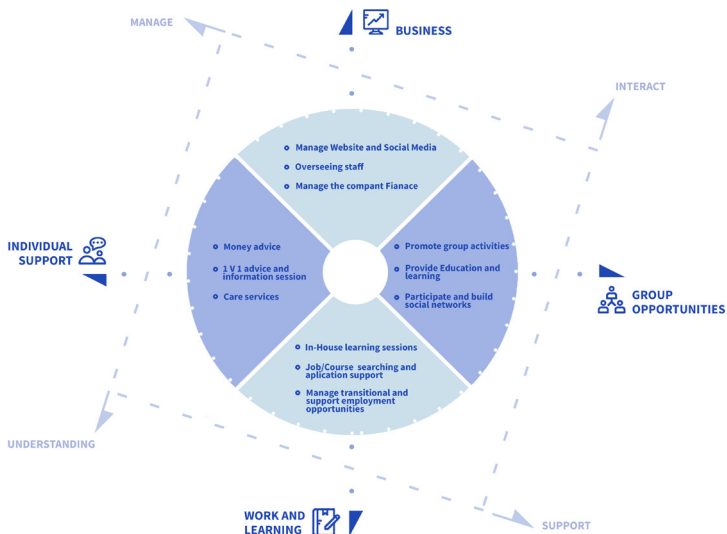 MANAGE
BUSINESS
INTERACT
Manage Website and Social Media
Overseeing staff
Manage the compant Fianace
INDIVIDUAL
SUPPORT
Money advice
1 V 1 advice and
information session
Care services
Promote group activities
Provide Education and
learning
Participate and build
social networks
GROUP
OPPORTUNITIES
In-House learning sessions
Job/Course searching and
aplication support
Manage transitional and
support employment
opportunities
UNDERSTANDING
WORK AND
LEARNING
SUPPORT